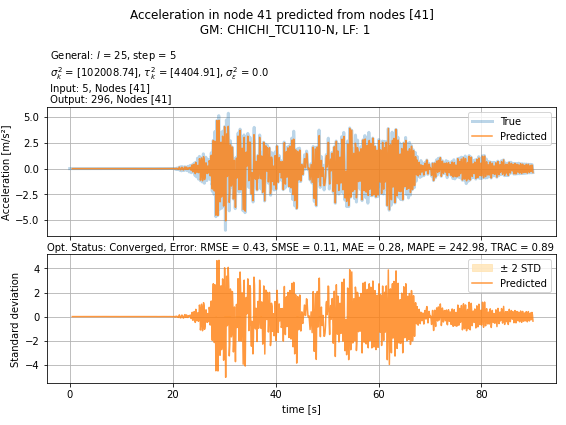 Acceleration in node 41 predicted from nodes [41]
GM: CHICHI_TCU110-N, LF: 1
General: l = 25, step = 5
σ²ₖ = [102008.74], τ²ₖ = [4404.91], σ²ε = 0.0
Input: 5, Nodes [41]
Output: 296, Nodes [41]
Acceleration [m/s²]
5.0
2.5
0.0
−2.5
−5.0
True
Predicted
Opt. Status: Converged, Error: RMSE = 0.43, SMSE = 0.11, MAE = 0.28, MAPE = 242.98, TRAC = 0.89
Standard deviation
4
2
0
−2
−4
± 2 STD
Predicted
0 20 40 60 80
time [s]